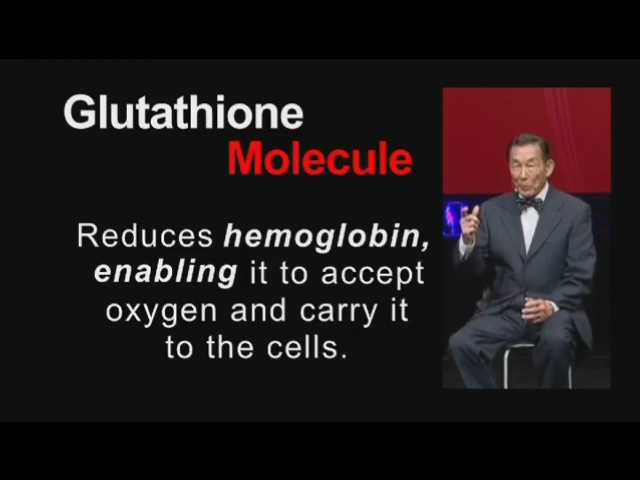 Glutathione
Molecule
Reduces hemoglobin,
enabling it to accept
oxygen and carry it
to the cells.